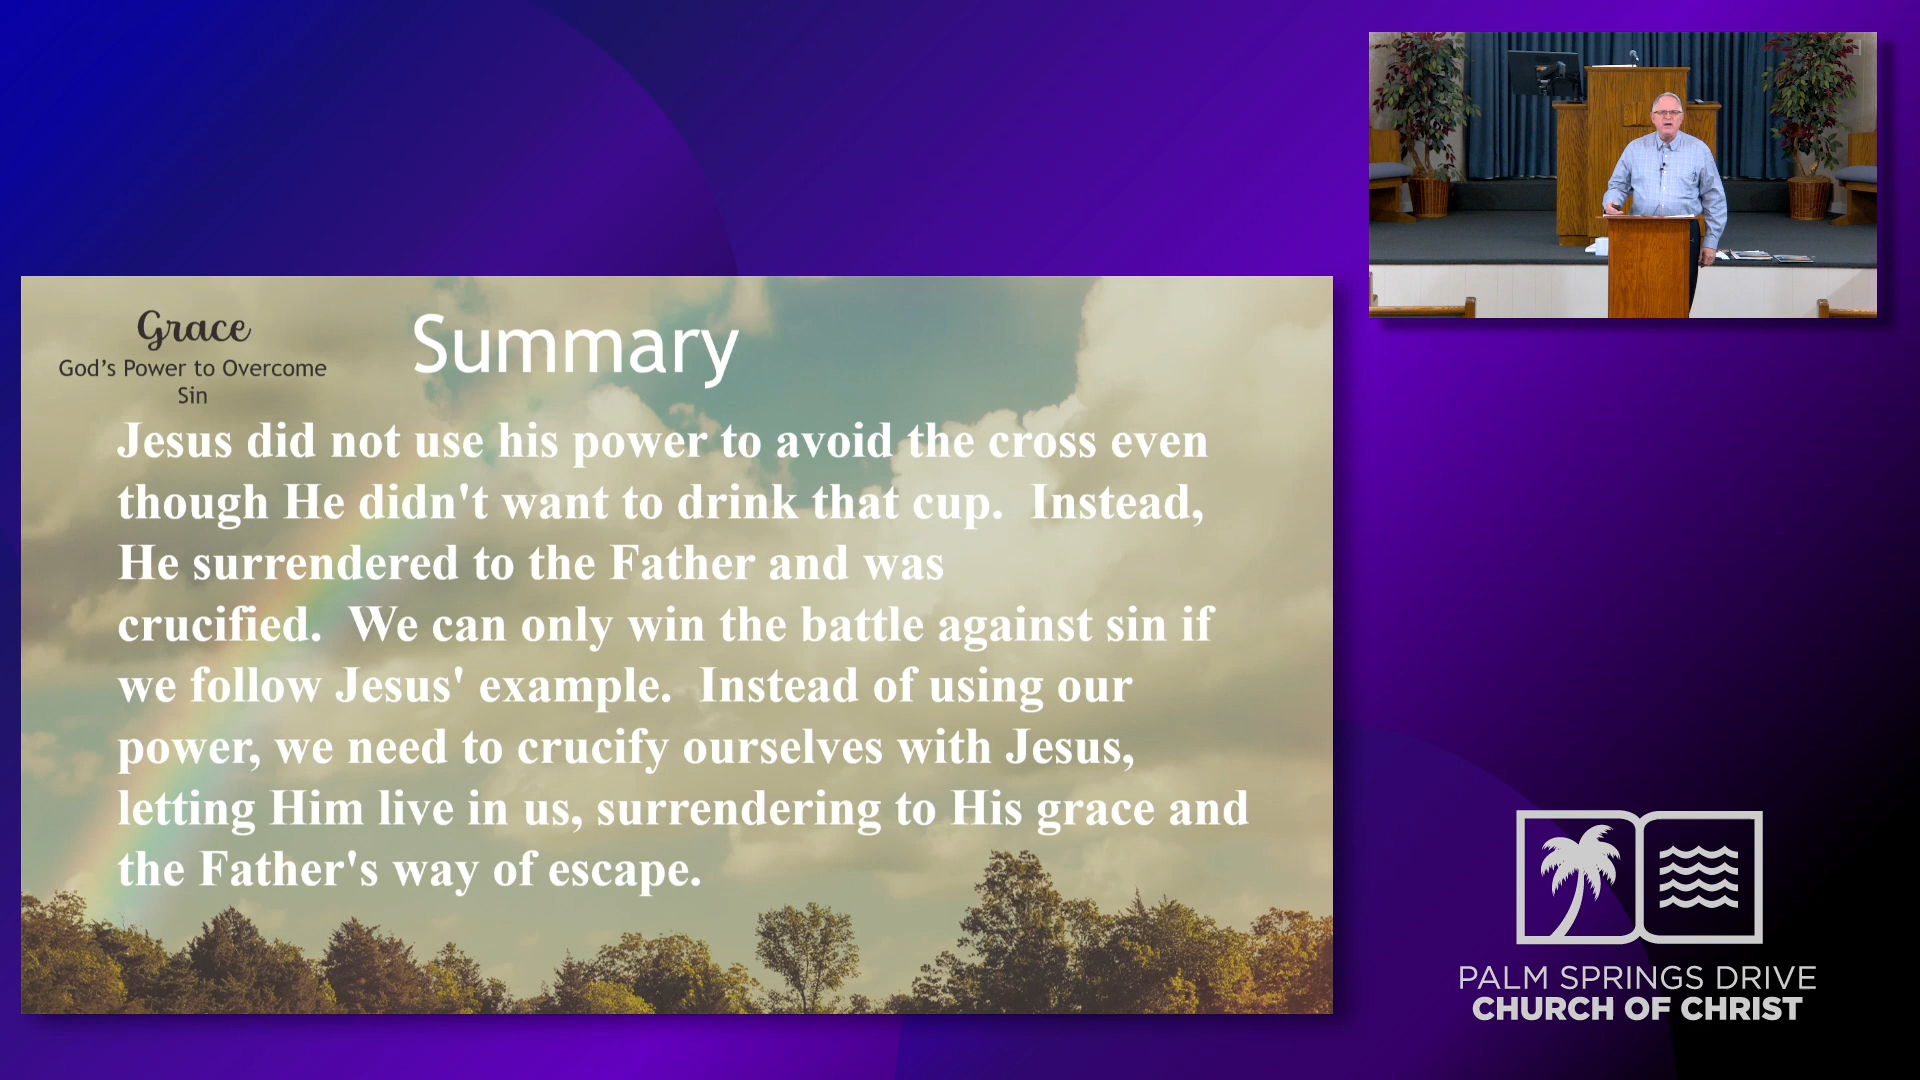 Grace
God’s Power to Overcome
Sin
Summary
Jesus did not use his power to avoid the cross even
though He didn't want to drink that cup.  Instead,
He surrendered to the Father and was
crucified.  We can only win the battle against sin if
we follow Jesus' example.  Instead of using our
power, we need to crucify ourselves with Jesus,
letting Him live in us, surrendering to His grace and
the Father's way of escape.
PALM SPRINGS DRIVE
CHURCH OF CHRIST